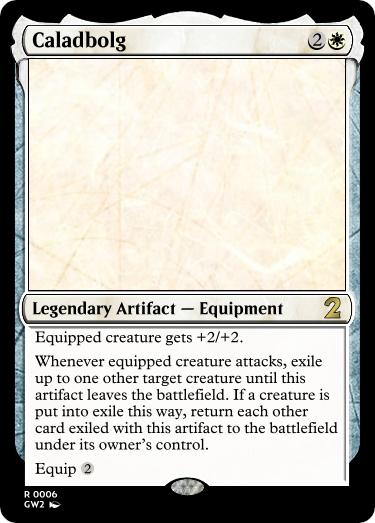 Caladbolg 2
Legendary Artifact — Equipment 2
Equipped creature gets +2/+2.
Whenever equipped creature attacks, exile
up to one other target creature until this
artifact leaves the battlefield. If a creature is
put into exile this way, return each other
card exiled with this artifact to the battlefield
under its owner's control.
Equip 2
R 0006
GW2